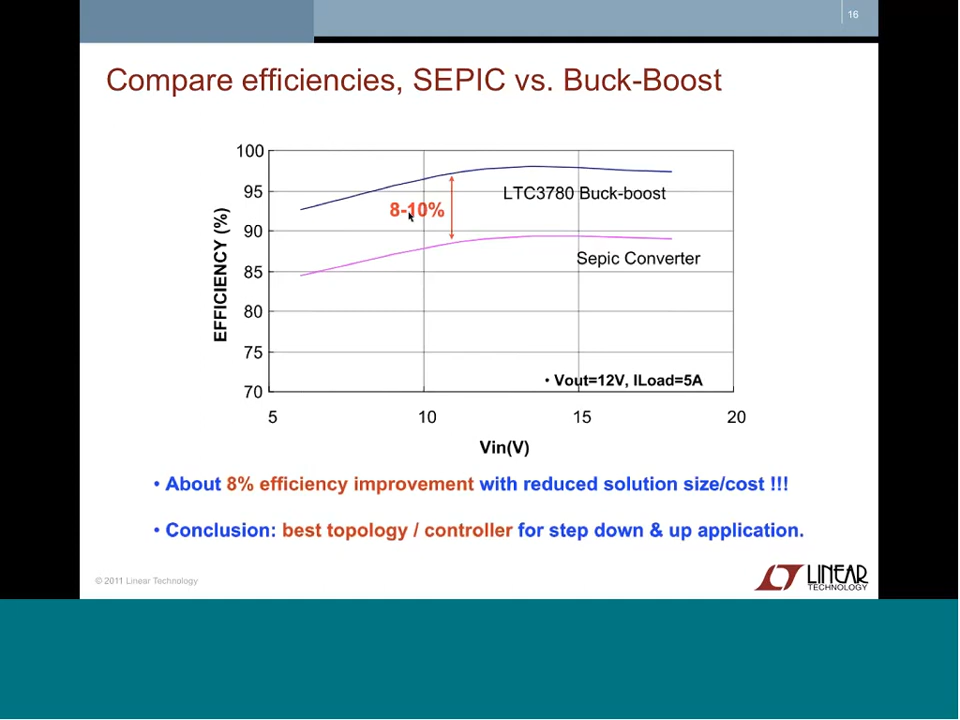 16
Compare efficiencies, SEPIC vs. Buck-Boost
100
95
90
85
80
75
70
EFFICIENCY (%)
8-10%
LTC3780 Buck-boost
Sepic Converter
• Vout=12V, ILoad=5A
5
10
15
20
Vin(V)
• About 8% efficiency improvement with reduced solution size/cost !!!
• Conclusion: best topology / controller for step down & up application.
© 2011 Linear Technology
LINEAR
TECHNOLOGY